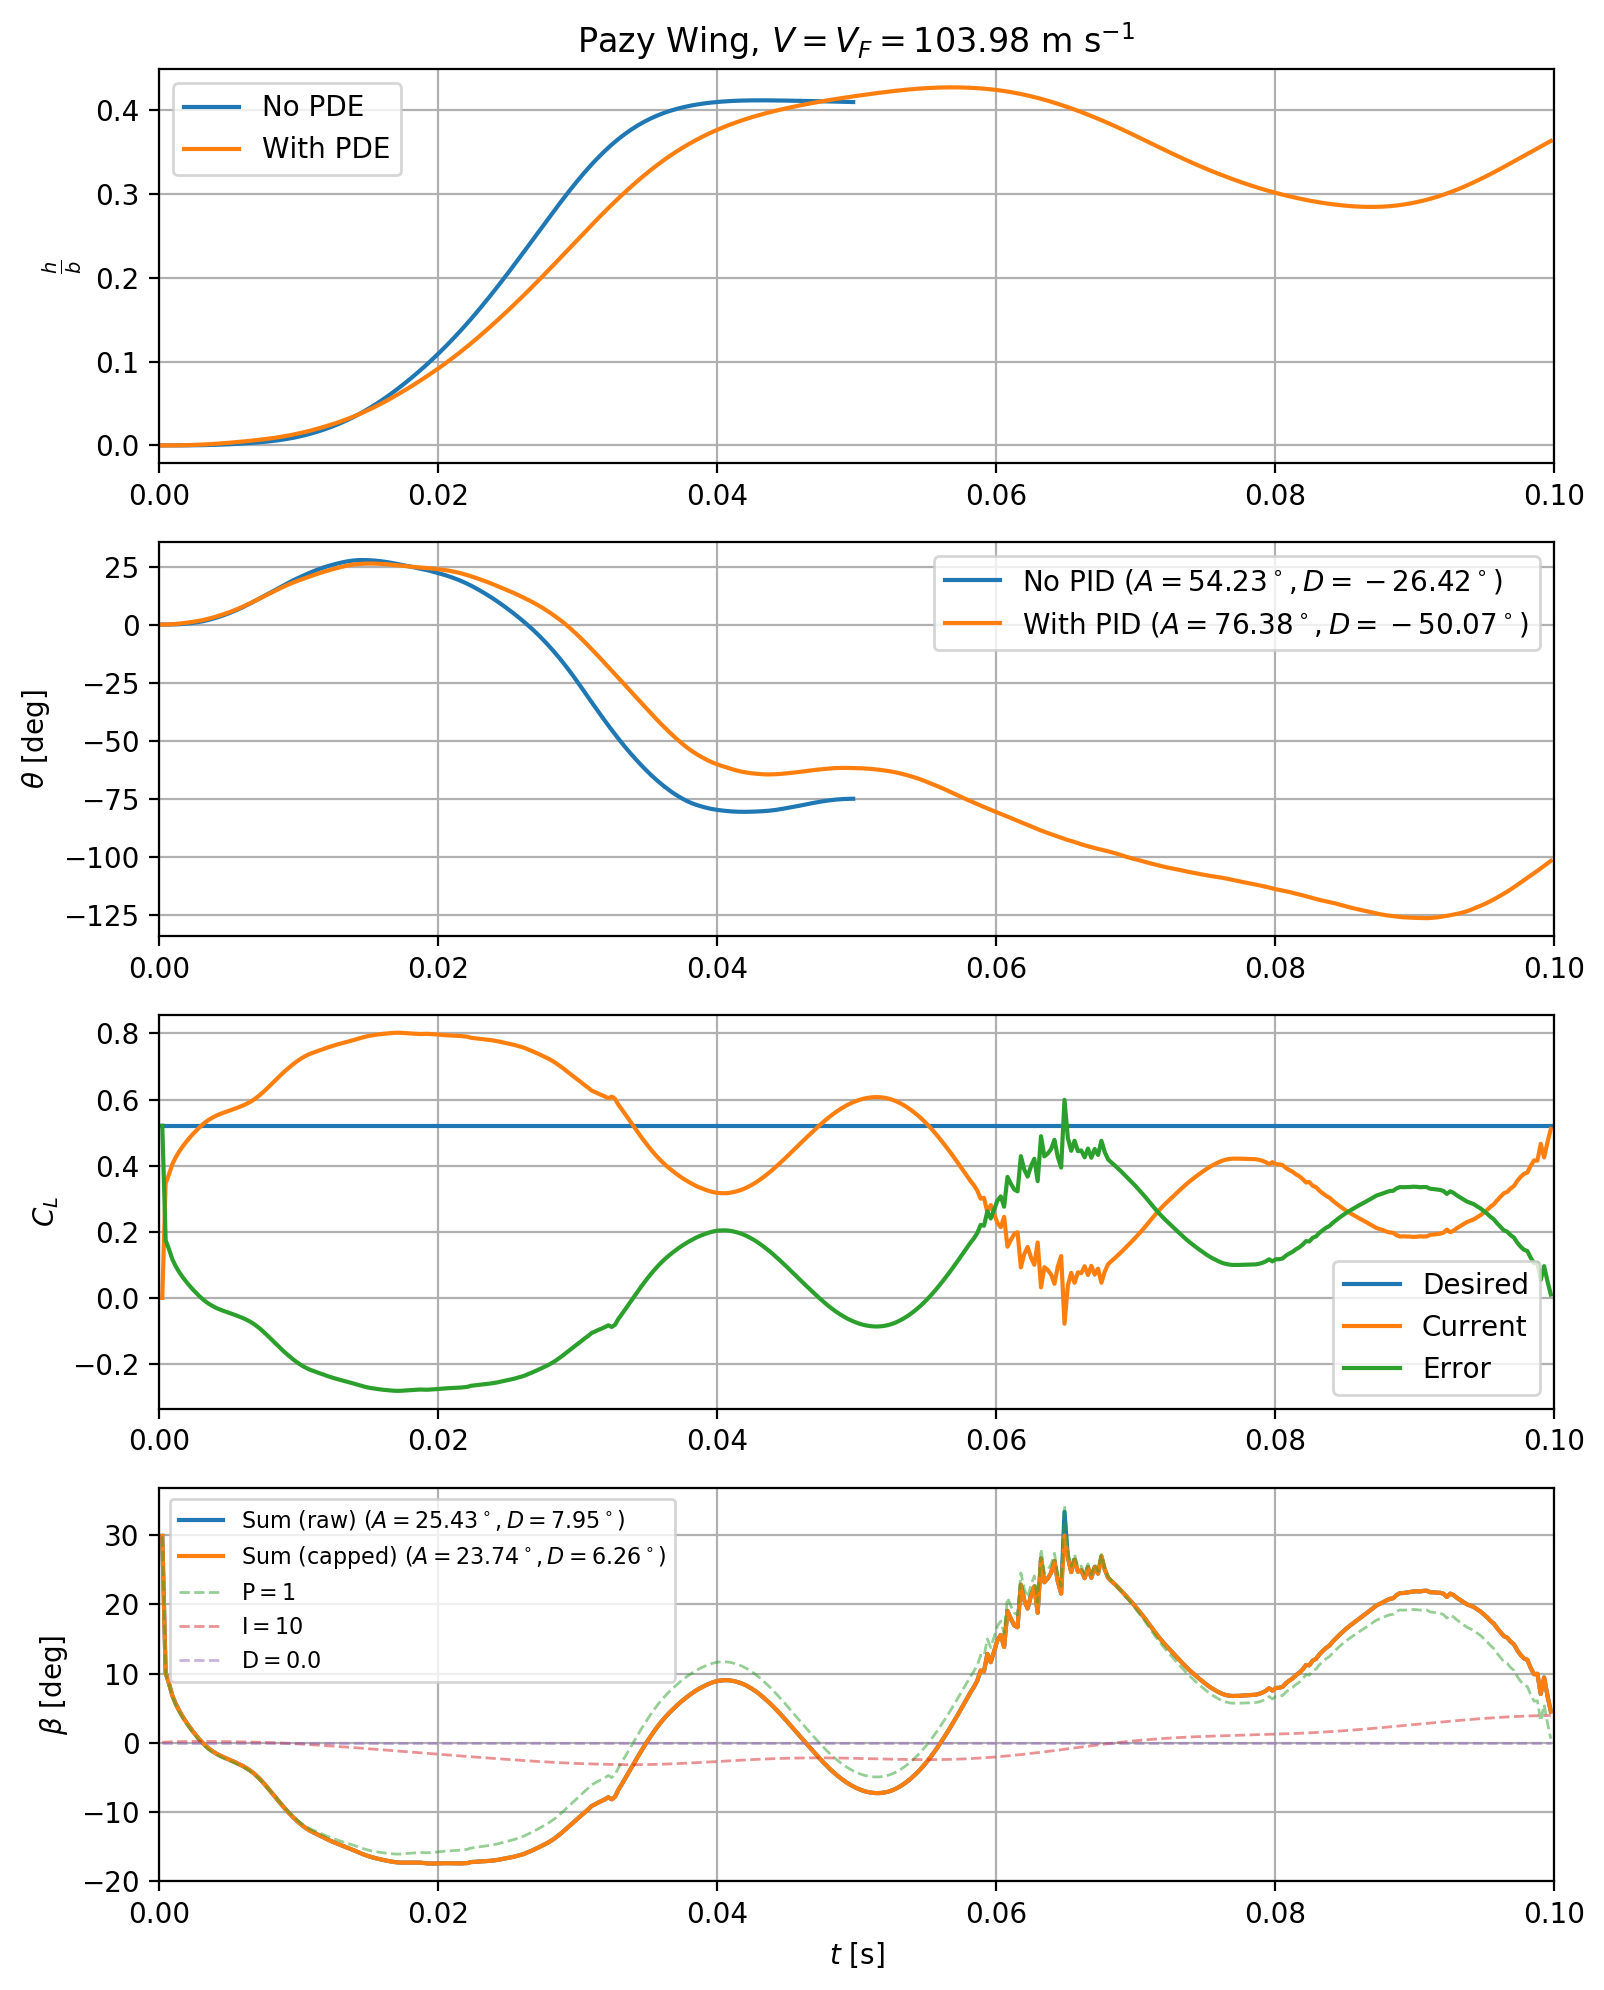 Pazy Wing, V = V_F = 103.98 m s⁻¹
No PDE
With PDE
h/b
0.4
0.3
0.2
0.1
0.0
0.00 0.02 0.04 0.06 0.08 0.10
No PID (A = 54.23°, D = −26.42°)
With PID (A = 76.38°, D = −50.07°)
θ [deg]
25
0
−25
−50
−75
−100
−125
0.00 0.02 0.04 0.06 0.08 0.10
C_L
0.8
0.6
0.4
0.2
0.0
−0.2
Desired
Current
Error
0.00 0.02 0.04 0.06 0.08 0.10
Sum (raw) (A = 25.43°, D = 7.95°)
Sum (capped) (A = 23.74°, D = 6.26°)
P = 1
I = 10
D = 0.0
β [deg]
30
20
10
0
−10
−20
0.00 0.02 0.04 0.06 0.08 0.10
t [s]